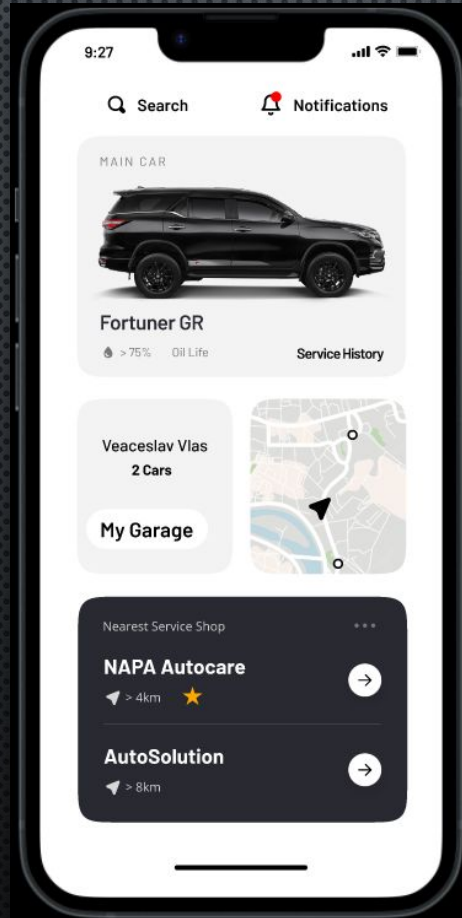 9:27
Search
Notifications
MAIN CAR
Fortuner GR
> 75% Oil Life
Service History
Veaceslav Vlas
2 Cars
My Garage
Nearest Service Shop
NAPA Autocare
> 4km
AutoSolution
> 8km